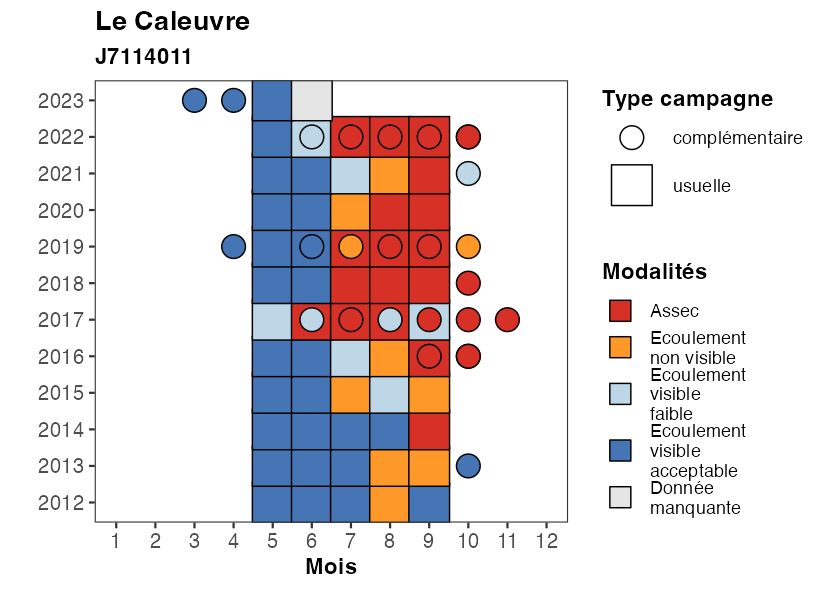 Le Caleuvre
J7114011
2023
2022
2021
2020
2019
2018
2017
2016
2015
2014
2013
2012
1 2 3 4 5 6 7 8 9 10 11 12
Mois
Type campagne
complémentaire
usuelle
Modalités
Assec
Ecoulement
non visible
Ecoulement
visible
faible
Ecoulement
visible
acceptable
Donnée
manquante